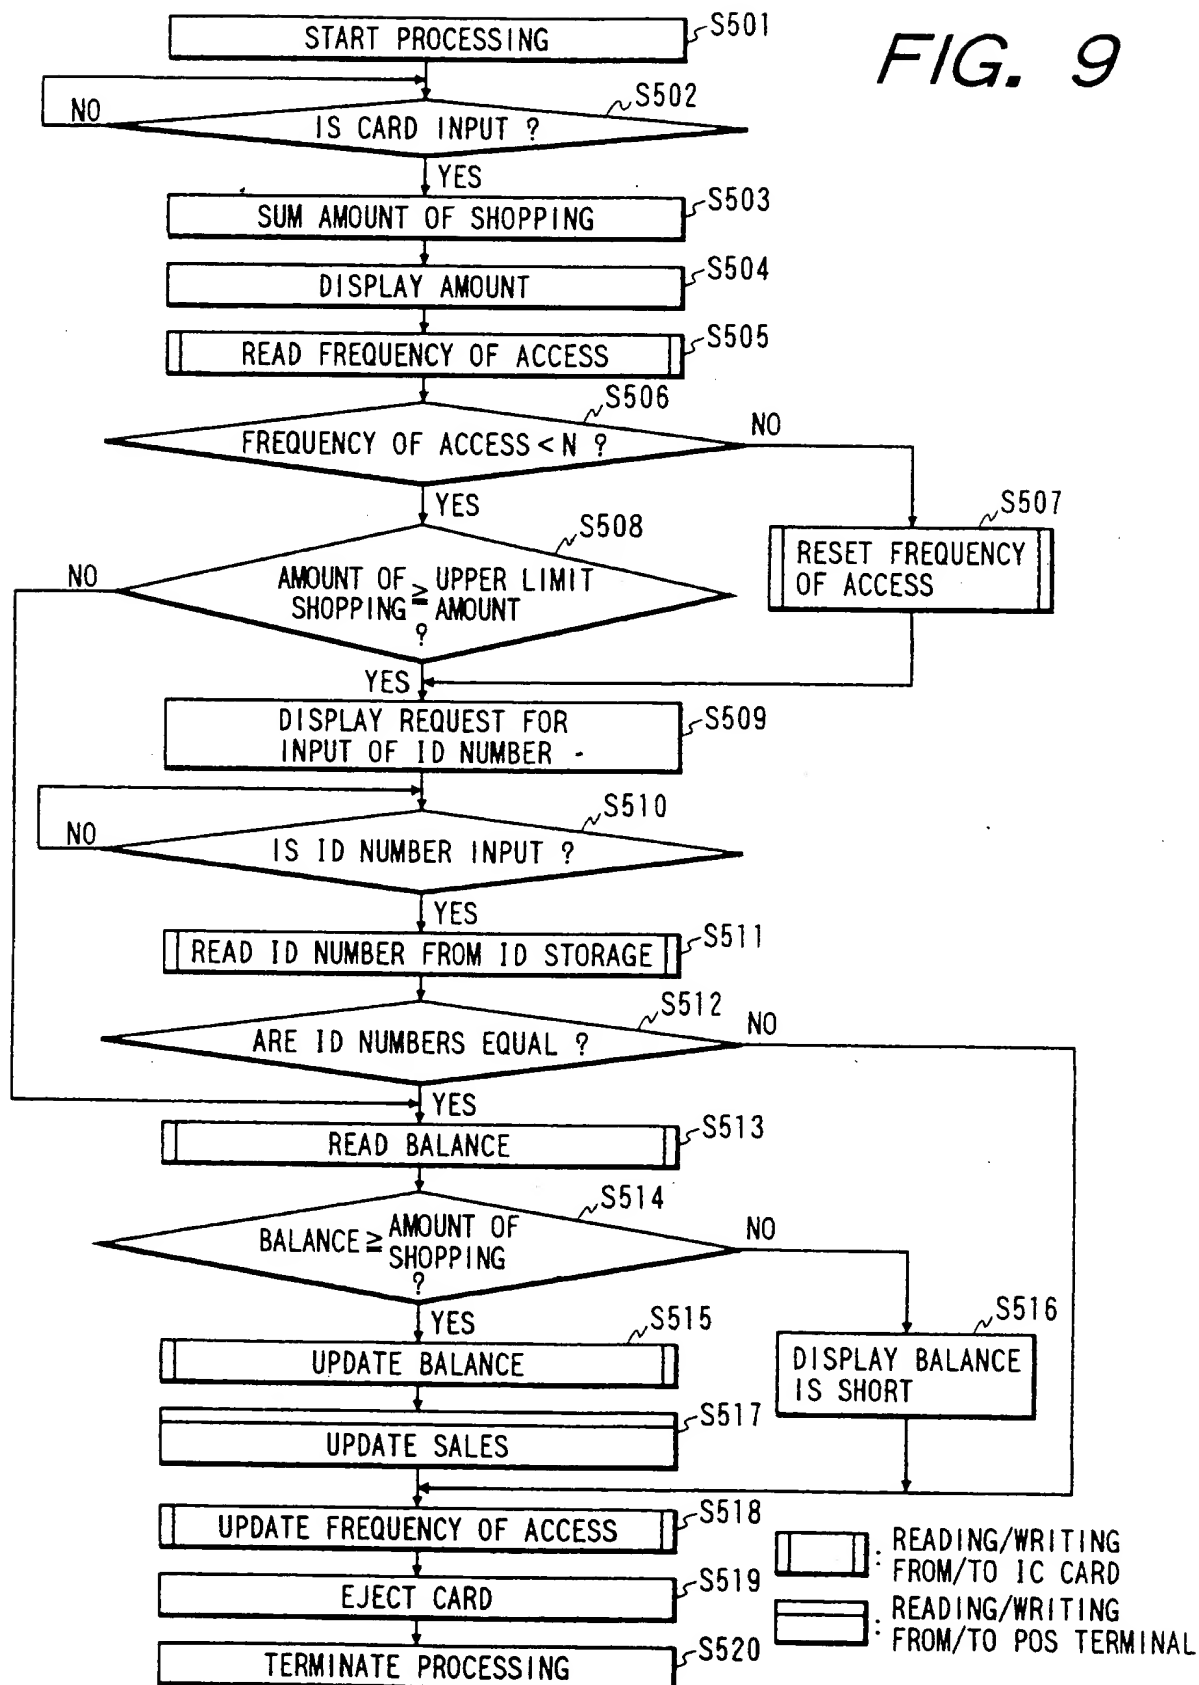 START PROCESSING
S501
FIG. 9
NO
S502
IS CARD INPUT ?
YES
SUM AMOUNT OF SHOPPING
S503
DISPLAY AMOUNT
S504
READ FREQUENCY OF ACCESS
S505
S506
FREQUENCY OF ACCESS < N ?
NO
YES
S507
RESET FREQUENCY
OF ACCESS
S508
NO
AMOUNT OF ≧ UPPER LIMIT
SHOPPING AMOUNT
?
YES
DISPLAY REQUEST FOR
INPUT OF ID NUMBER
S509
S510
NO
IS ID NUMBER INPUT ?
YES
READ ID NUMBER FROM ID STORAGE
S511
S512
ARE ID NUMBERS EQUAL ?
NO
YES
READ BALANCE
S513
S514
BALANCE ≧ AMOUNT OF
SHOPPING
?
NO
YES
S515
UPDATE BALANCE
S516
DISPLAY BALANCE
IS SHORT
S517
UPDATE SALES
UPDATE FREQUENCY OF ACCESS
S518
EJECT CARD
S519
TERMINATE PROCESSING
S520
: READING/WRITING
FROM/TO IC CARD
: READING/WRITING
FROM/TO POS TERMINAL